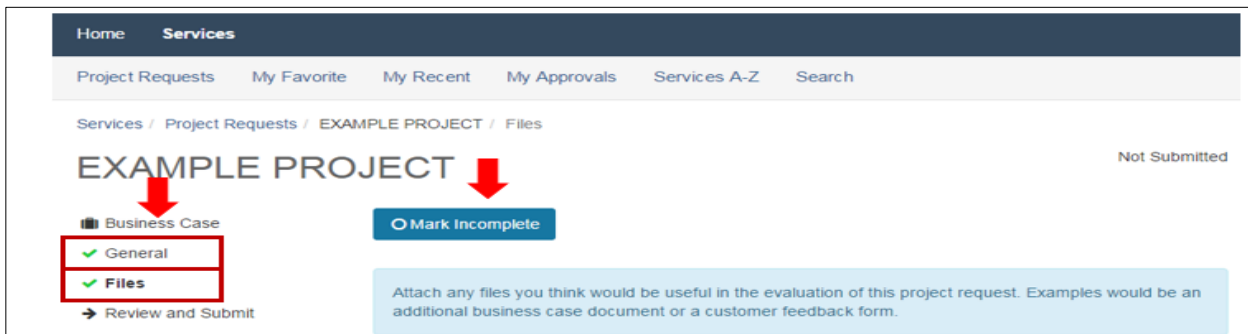 Home Services
Project Requests My Favorite My Recent My Approvals Services A-Z Search
Services / Project Requests / EXAMPLE PROJECT / Files
EXAMPLE PROJECT
Not Submitted
Business Case
Mark Incomplete
General
Files
Review and Submit
Attach any files you think would be useful in the evaluation of this project request. Examples would be an
additional business case document or a customer feedback form.